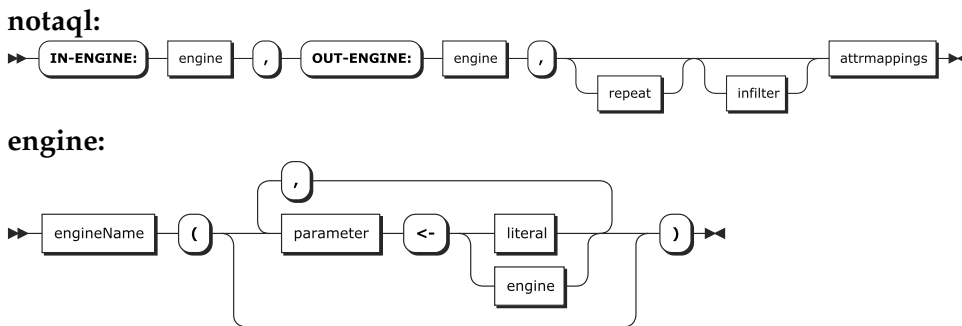 notaql:
IN-ENGINE: engine , OUT-ENGINE: engine , attrmappings
repeat infilter
engine:
,
engineName ( parameter <- literal )
engine